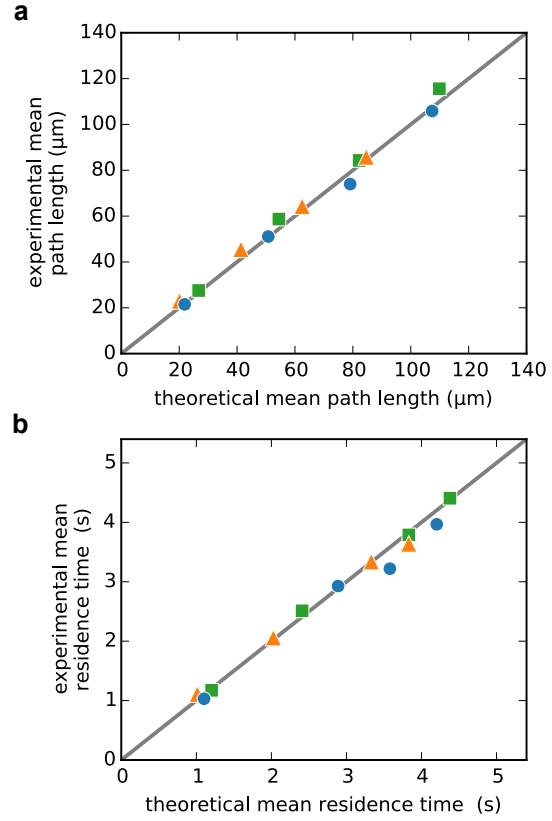 a
140
120
100
80
60
40
20
0
experimental mean
path length (μm)
0 20 40 60 80 100 120 140
theoretical mean path length (μm)
b
5
4
3
2
1
0
experimental mean
residence time (s)
0 1 2 3 4 5
theoretical mean residence time (s)